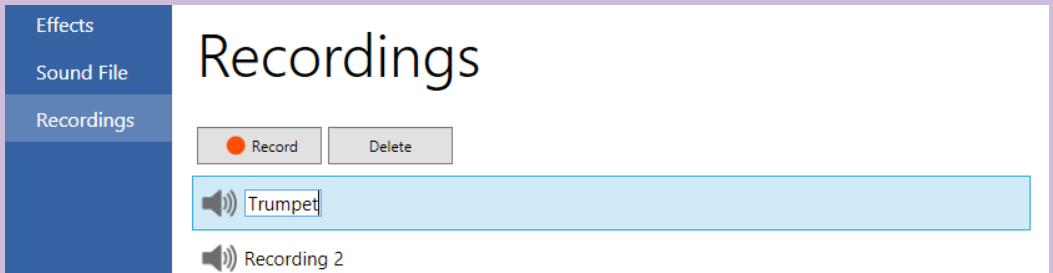 Effects
Sound File
Recordings
Recordings
Record
Delete
Trumpet
Recording 2